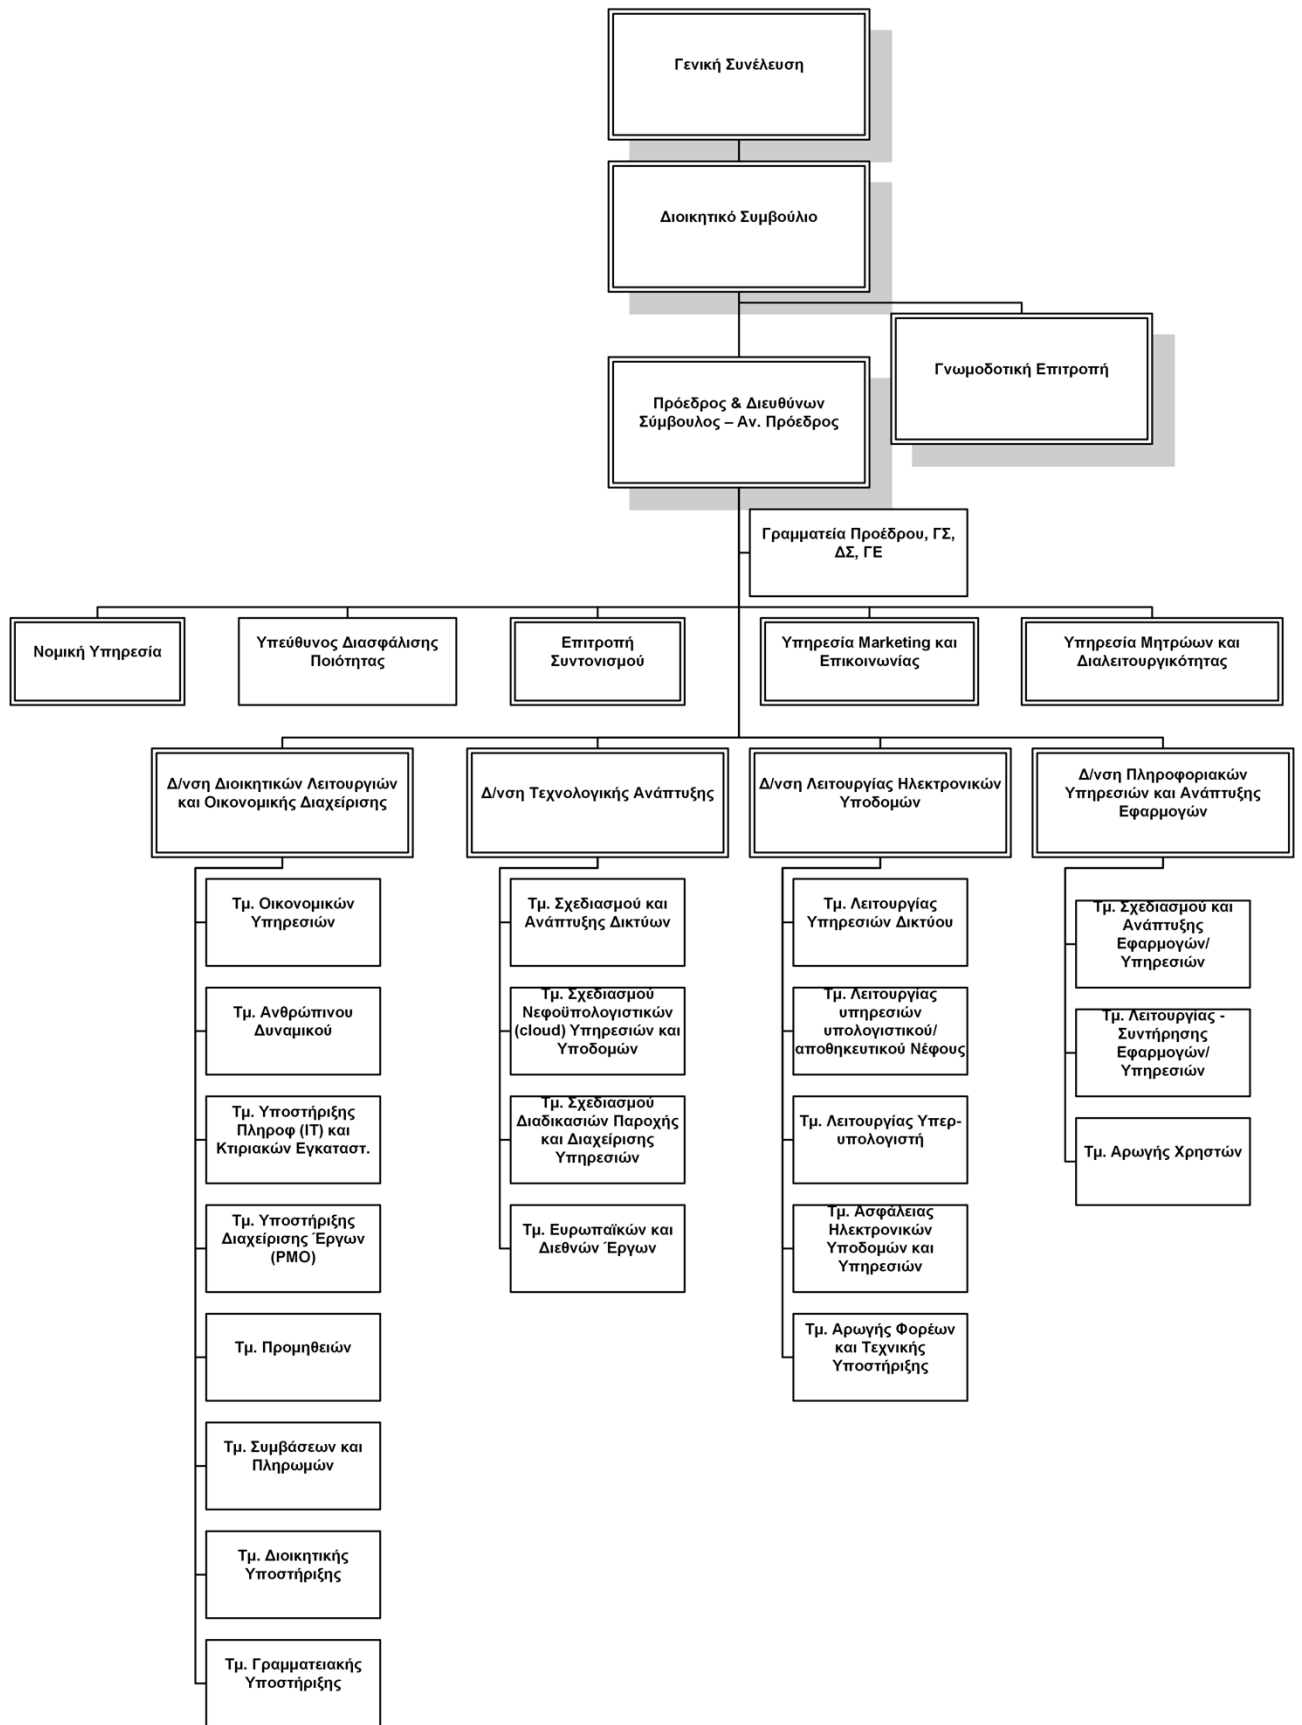 Γενική Συνέλευση
Διοικητικό Συμβούλιο
Γνωμοδοτική Επιτροπή
Πρόεδρος & Διευθύνων
Σύμβουλος – Αν. Πρόεδρος
Γραμματεία Προέδρου, ΓΣ,
ΔΣ, ΓΕ
Νομική Υπηρεσία
Υπεύθυνος Διασφάλισης
Ποιότητας
Επιτροπή
Συντονισμού
Υπηρεσία Marketing και
Επικοινωνίας
Υπηρεσία Μητρώων και
Διαλειτουργικότητας
Δ/νση Διοικητικών Λειτουργιών
και Οικονομικής Διαχείρισης
Δ/νση Τεχνολογικής Ανάπτυξης
Δ/νση Λειτουργίας Ηλεκτρονικών
Υποδομών
Δ/νση Πληροφοριακών
Υπηρεσιών και Ανάπτυξης
Εφαρμογών
Τμ. Οικονομικών
Υπηρεσιών
Τμ. Ανθρώπινου
Δυναμικού
Τμ. Υποστήριξης
Πληροφ (IT) και
Κτιριακών Εγκαταστ.
Τμ. Υποστήριξης
Διαχείρισης Έργων
(PMO)
Τμ. Προμηθειών
Τμ. Συμβάσεων και
Πληρωμών
Τμ. Διοικητικής
Υποστήριξης
Τμ. Γραμματειακής
Υποστήριξης
Τμ. Σχεδιασμού και
Ανάπτυξης Δικτύων
Τμ. Σχεδιασμού
Νεφοϋπολογιστικών
(cloud) Υπηρεσιών και
Υποδομών
Τμ. Σχεδιασμού
Διαδικασιών Παροχής
και Διαχείρισης
Υπηρεσιών
Τμ. Ευρωπαϊκών και
Διεθνών Έργων
Τμ. Λειτουργίας
Υπηρεσιών Δικτύου
Τμ. Λειτουργίας
υπηρεσιών
υπολογιστικού/
αποθηκευτικού Νέφους
Τμ. Λειτουργίας Υπερ-
υπολογιστή
Τμ. Ασφάλειας
Ηλεκτρονικών
Υποδομών και
Υπηρεσιών
Τμ. Αρωγής Φορέων
και Τεχνικής
Υποστήριξης
Τμ. Σχεδιασμού και
Ανάπτυξης
Εφαρμογών/
Υπηρεσιών
Τμ. Λειτουργίας -
Συντήρησης
Εφαρμογών/
Υπηρεσιών
Τμ. Αρωγής Χρηστών